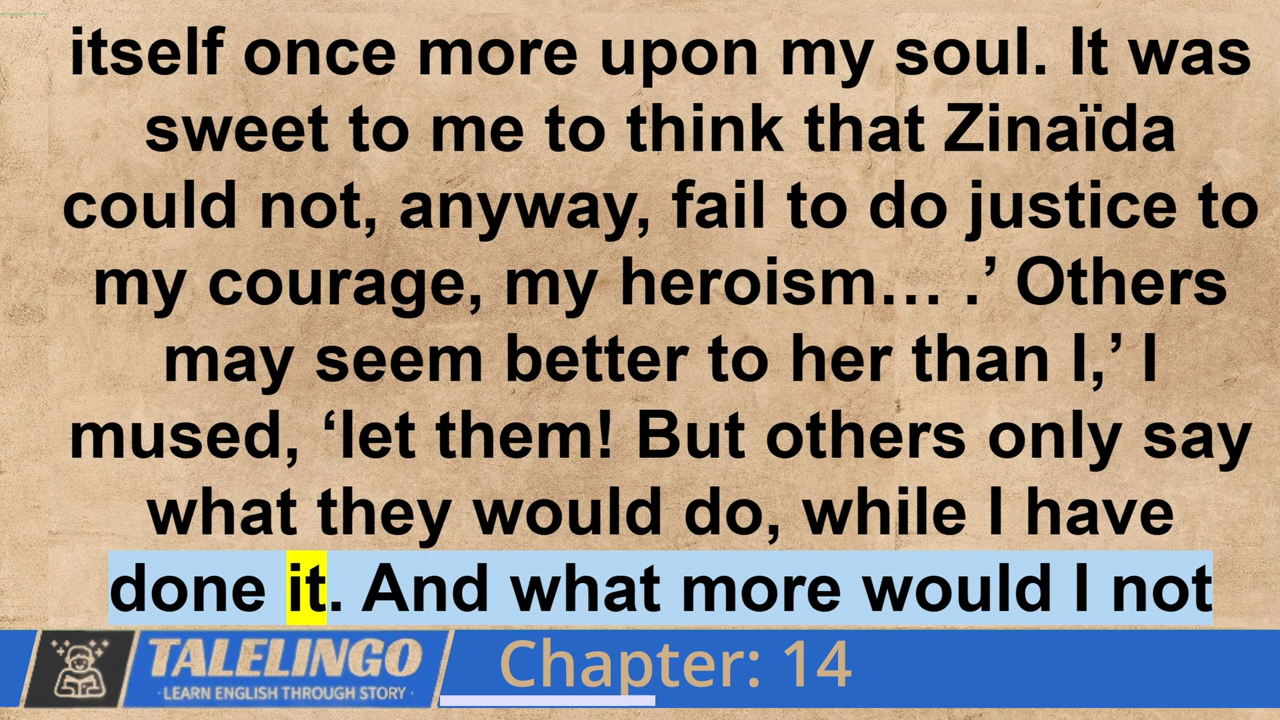 itself once more upon my soul. It was
sweet to me to think that Zinaïda
could not, anyway, fail to do justice to
my courage, my heroism… .’ Others
may seem better to her than I,’ I
mused, ‘let them! But others only say
what they would do, while I have
done it. And what more would I not
TALELINGO
· LEARN ENGLISH THROUGH STORY ·
Chapter: 14